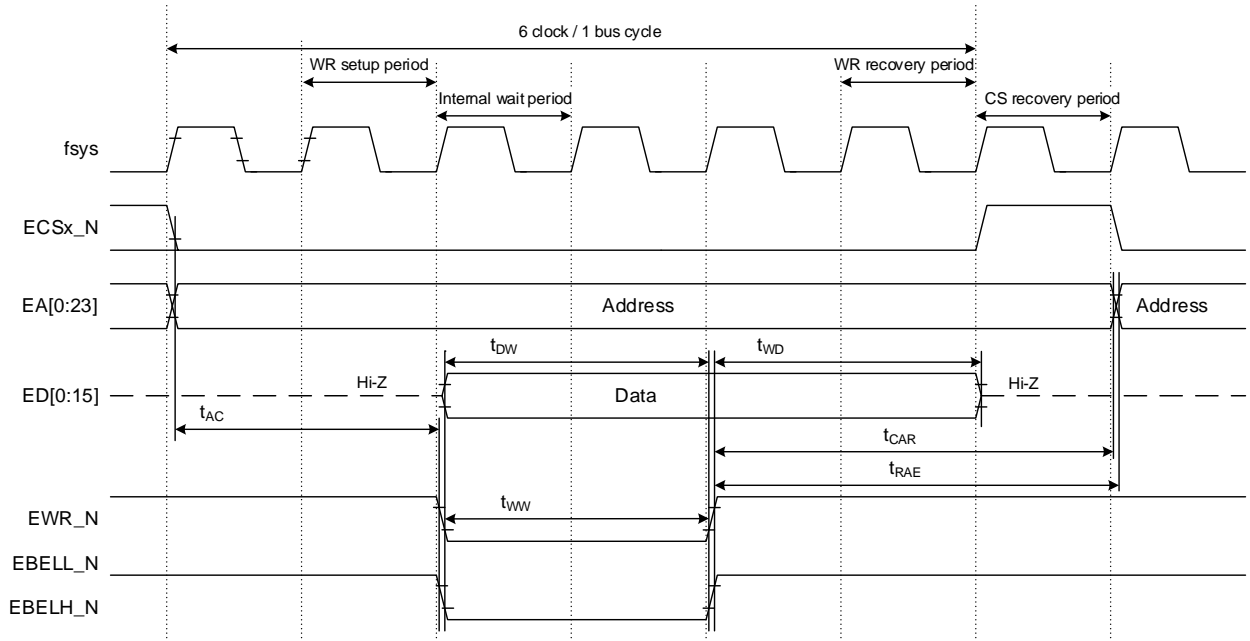 6 clock / 1 bus cycle
WR setup period
WR recovery period
Internal wait period
CS recovery period
fsys
ECSx_N
EA[0:23]
Address
Address
tDW
tWD
Hi-Z
Hi-Z
ED[0:15]
Data
tAC
tCAR
tRAE
EWR_N
tWW
EBELL_N
EBELH_N